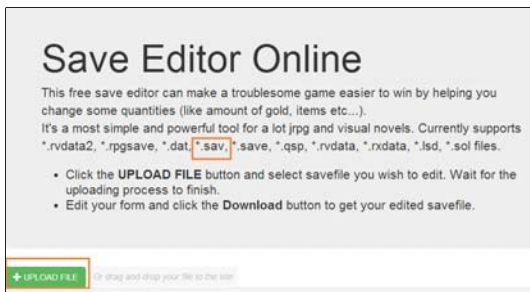 Save Editor Online
This free save editor can make a troublesome game easier to win by helping you
change some quantities (like amount of gold, items etc...).
It's a most simple and powerful tool for a lot jrpg and visual novels. Currently supports
*.rvdata2, *.rpgsave, *.dat, *.sav, *.save, *.qsp, *.rvdata, *.rxdata, *.lsd, *.sol files.
• Click the UPLOAD FILE button and select savefile you wish to edit. Wait for the
uploading process to finish.
• Edit your form and click the Download button to get your edited savefile.
+ UPLOAD FILE Or drag and drop your file to the site